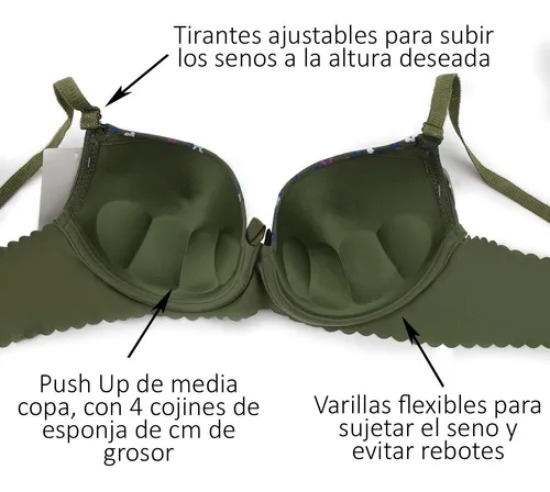 Tirantes ajustables para subir
los senos a la altura deseada
Push Up de media
copa, con 4 cojines de
esponja de cm de
grosor
Varillas flexibles para
sujetar el seno y
evitar rebotes